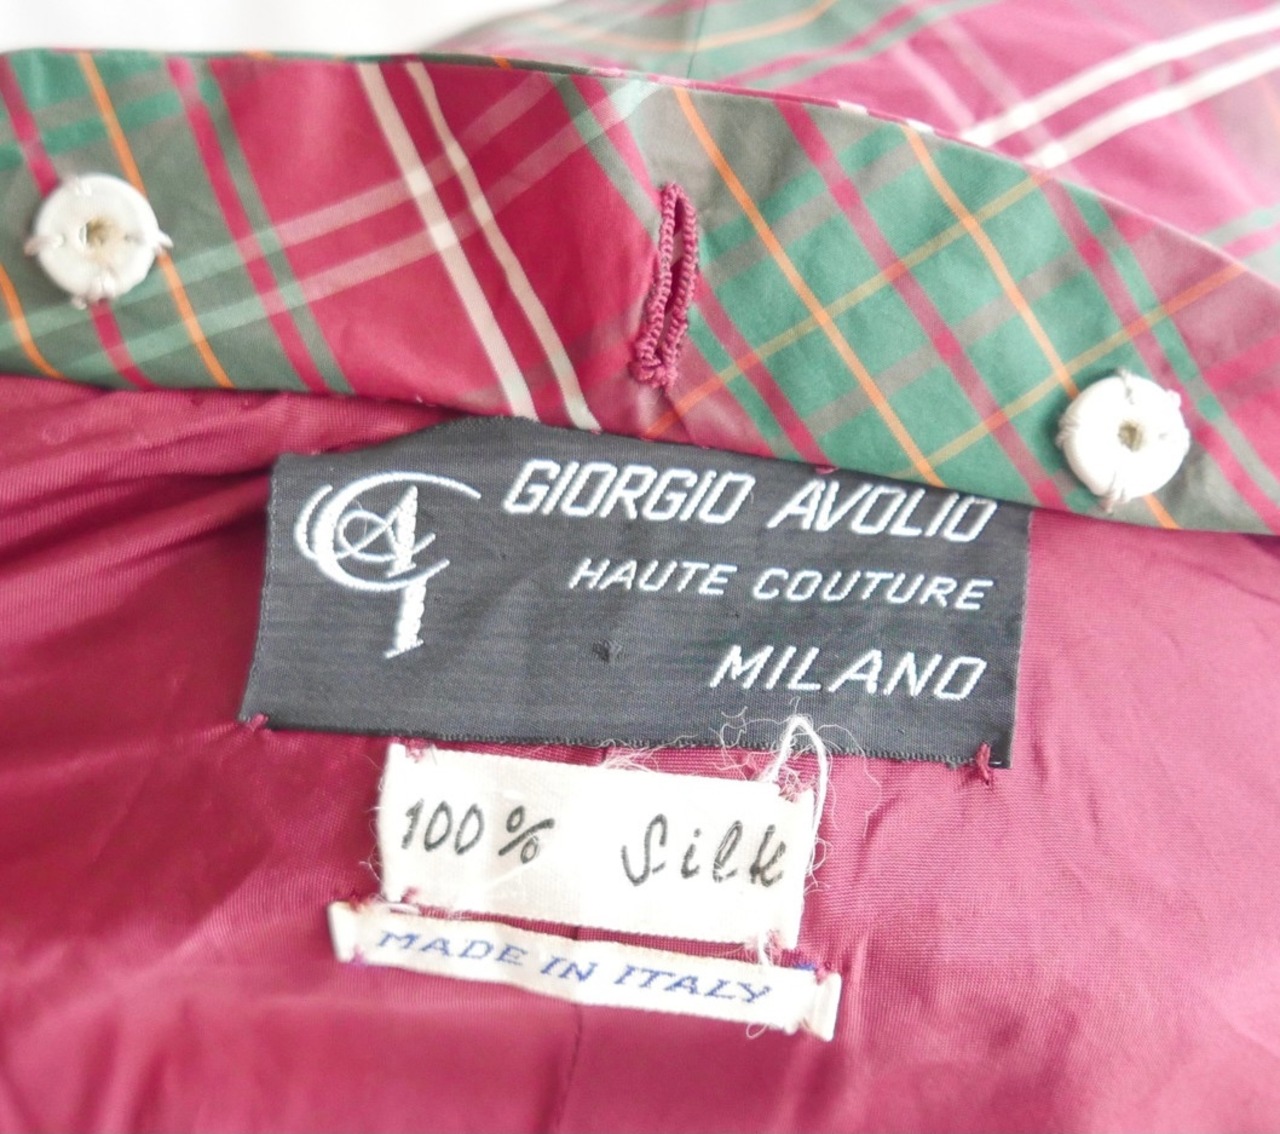 GIORGIO AVOLIO
HAUTE COUTURE
MILANO
100% Silk
MADE IN ITALY